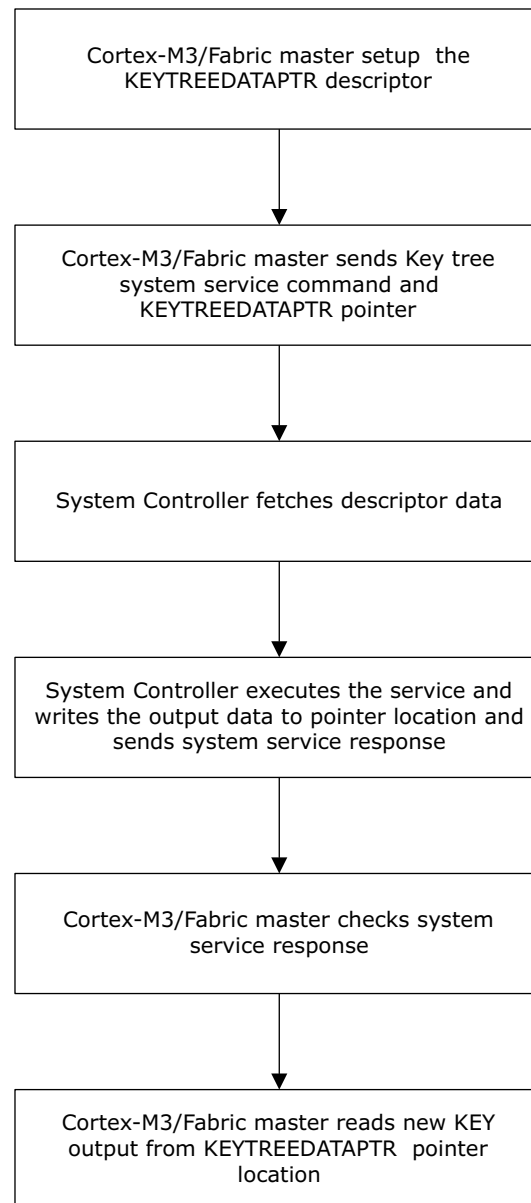 Cortex-M3/Fabric master setup the
KEYTREEDATAPTR descriptor
Cortex-M3/Fabric master sends Key tree
system service command and
KEYTREEDATAPTR pointer
System Controller fetches descriptor data
System Controller executes the service and
writes the output data to pointer location and
sends system service response
Cortex-M3/Fabric master checks system
service response
Cortex-M3/Fabric master reads new KEY
output from KEYTREEDATAPTR pointer
location